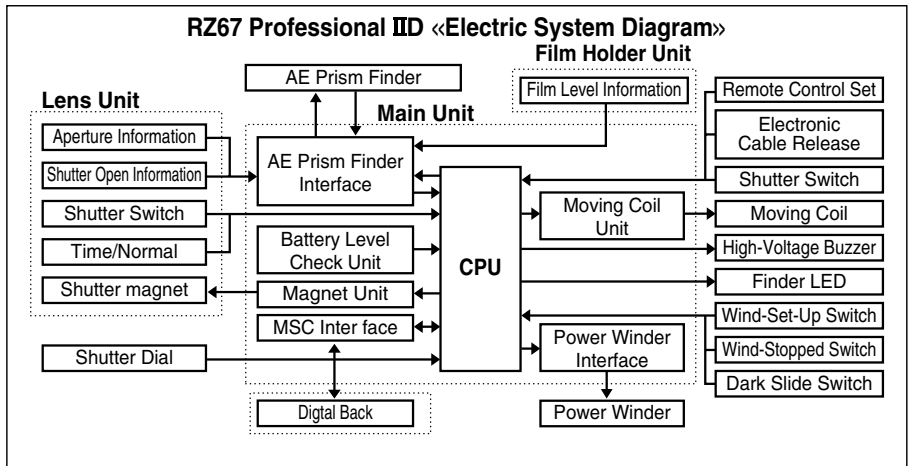 RZ67 Professional IID «Electric System Diagram»
Film Holder Unit
AE Prism Finder
Film Level Information
Remote Control Set
Lens Unit
Main Unit
Aperture Information
Electronic
Cable Release
AE Prism Finder
Interface
Shutter Open Information
Shutter Switch
Shutter Switch
Moving Coil
Unit
Moving Coil
Time/Normal
Battery Level
Check Unit
CPU
High-Voltage Buzzer
Shutter magnet
Magnet Unit
Finder LED
MSC Inter face
Wind-Set-Up Switch
Shutter Dial
Power Winder
Interface
Wind-Stopped Switch
Dark Slide Switch
Digtal Back
Power Winder